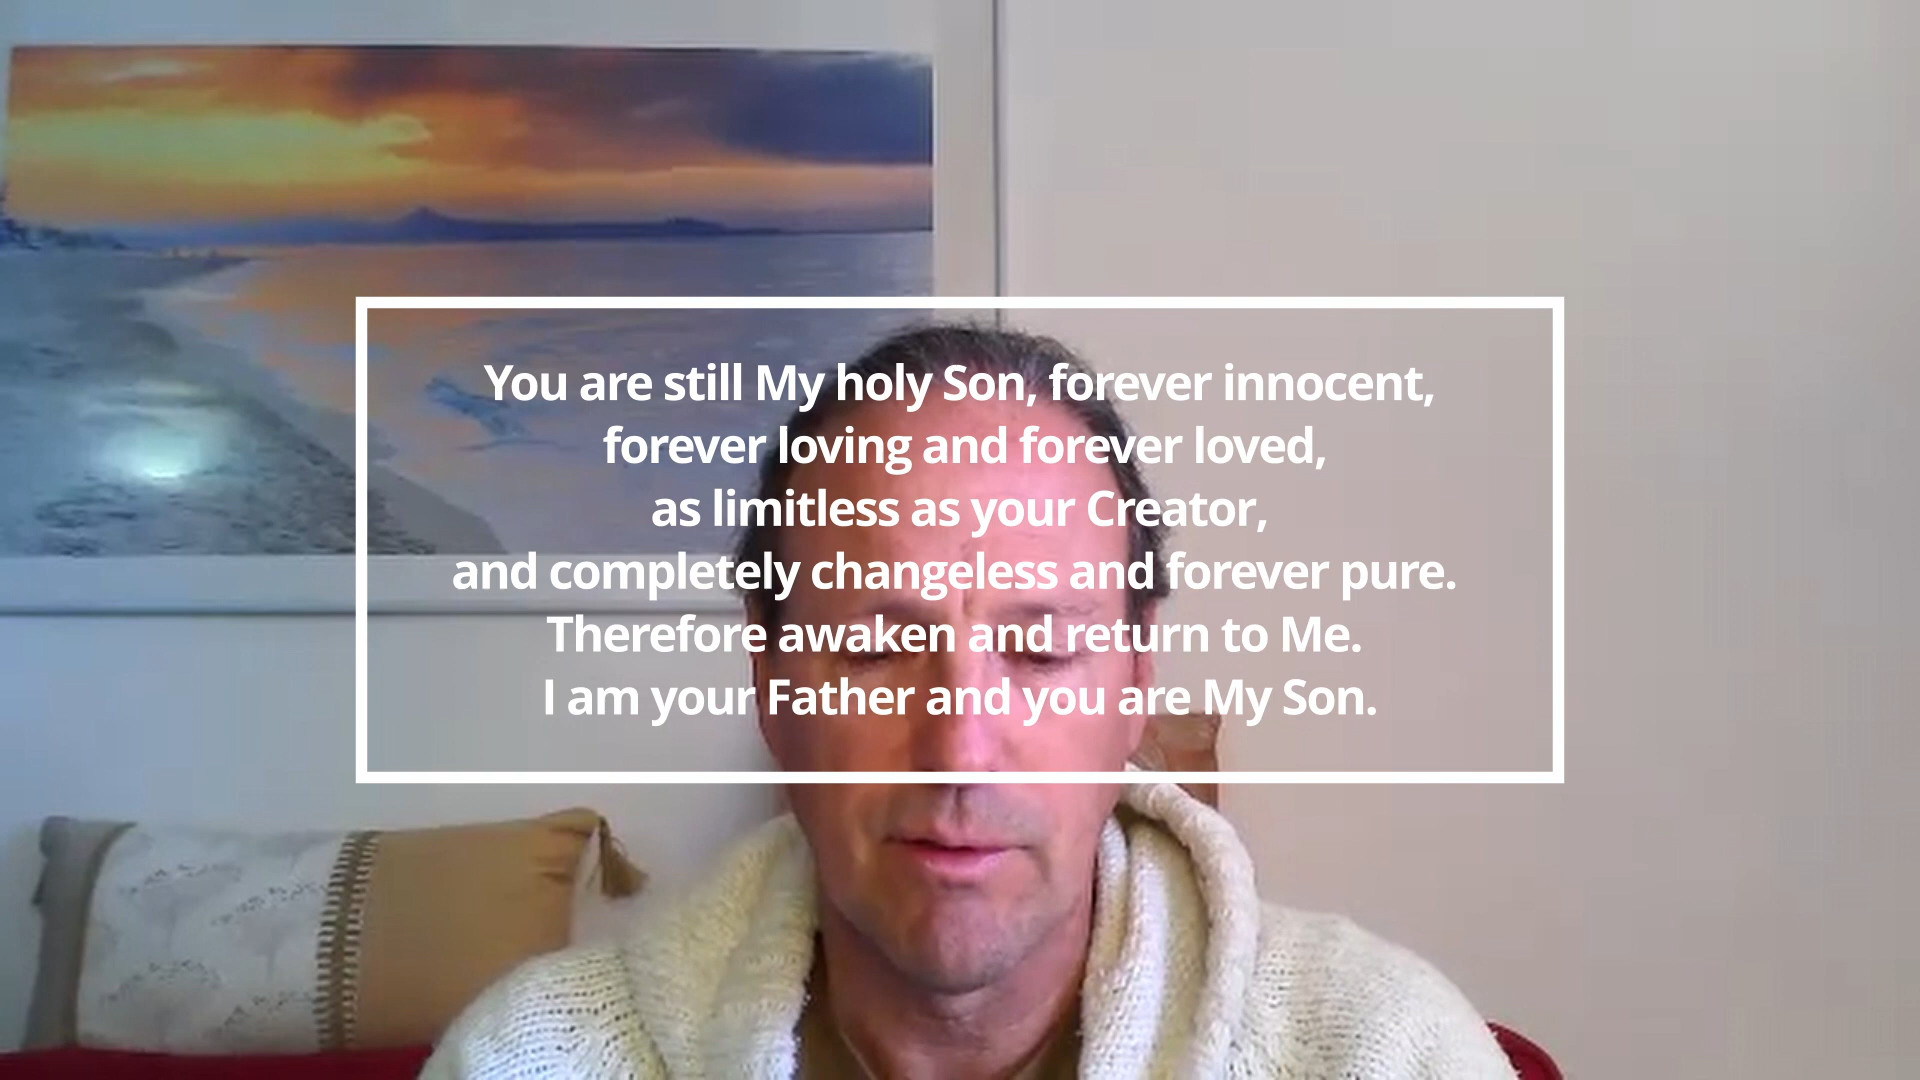 You are still My holy Son, forever innocent,
forever loving and forever loved,
as limitless as your Creator,
and completely changeless and forever pure.
Therefore awaken and return to Me.
I am your Father and you are My Son.